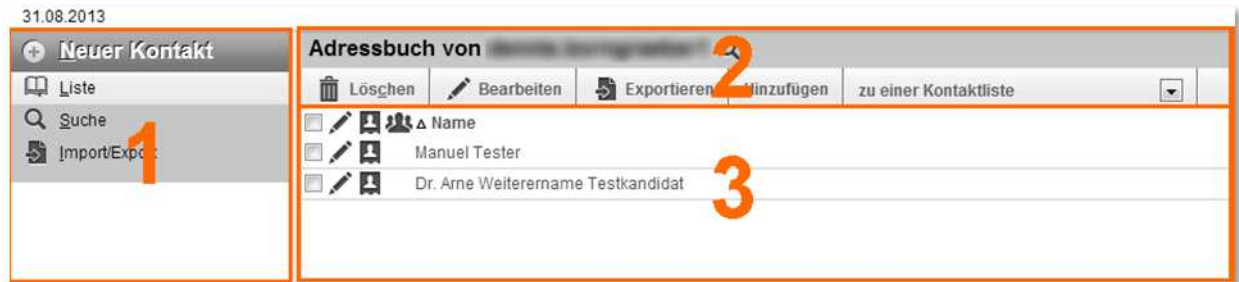 31.08.2013
Neuer Kontakt
Liste
Suche
Import/Export
1
Adressbuch von
2
Löschen Bearbeiten Exportieren Hinzufügen zu einer Kontaktliste
Name
Manuel Tester
Dr. Arne Weiterername Testkandidat
3